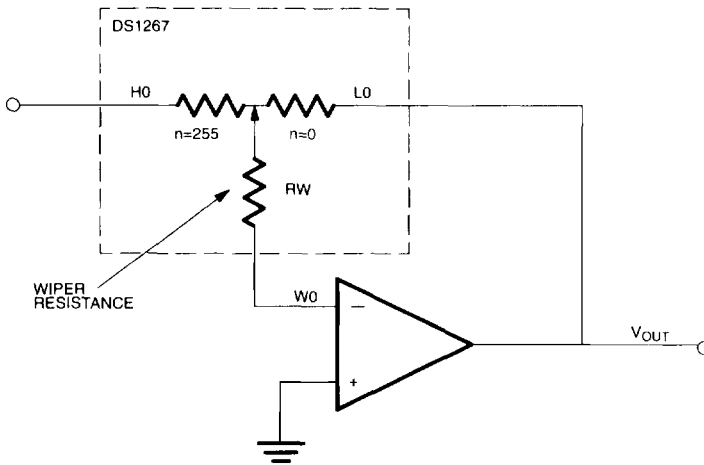 DS1267
H0
L0
n=255
n=0
RW
WIPER
RESISTANCE
W0
−
+
VOUT